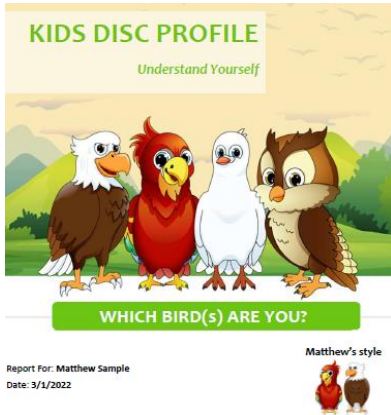 KIDS DISC PROFILE
Understand Yourself
WHICH BIRD(s) ARE YOU?
Matthew's style
Report For: Matthew Sample
Date: 3/1/2022